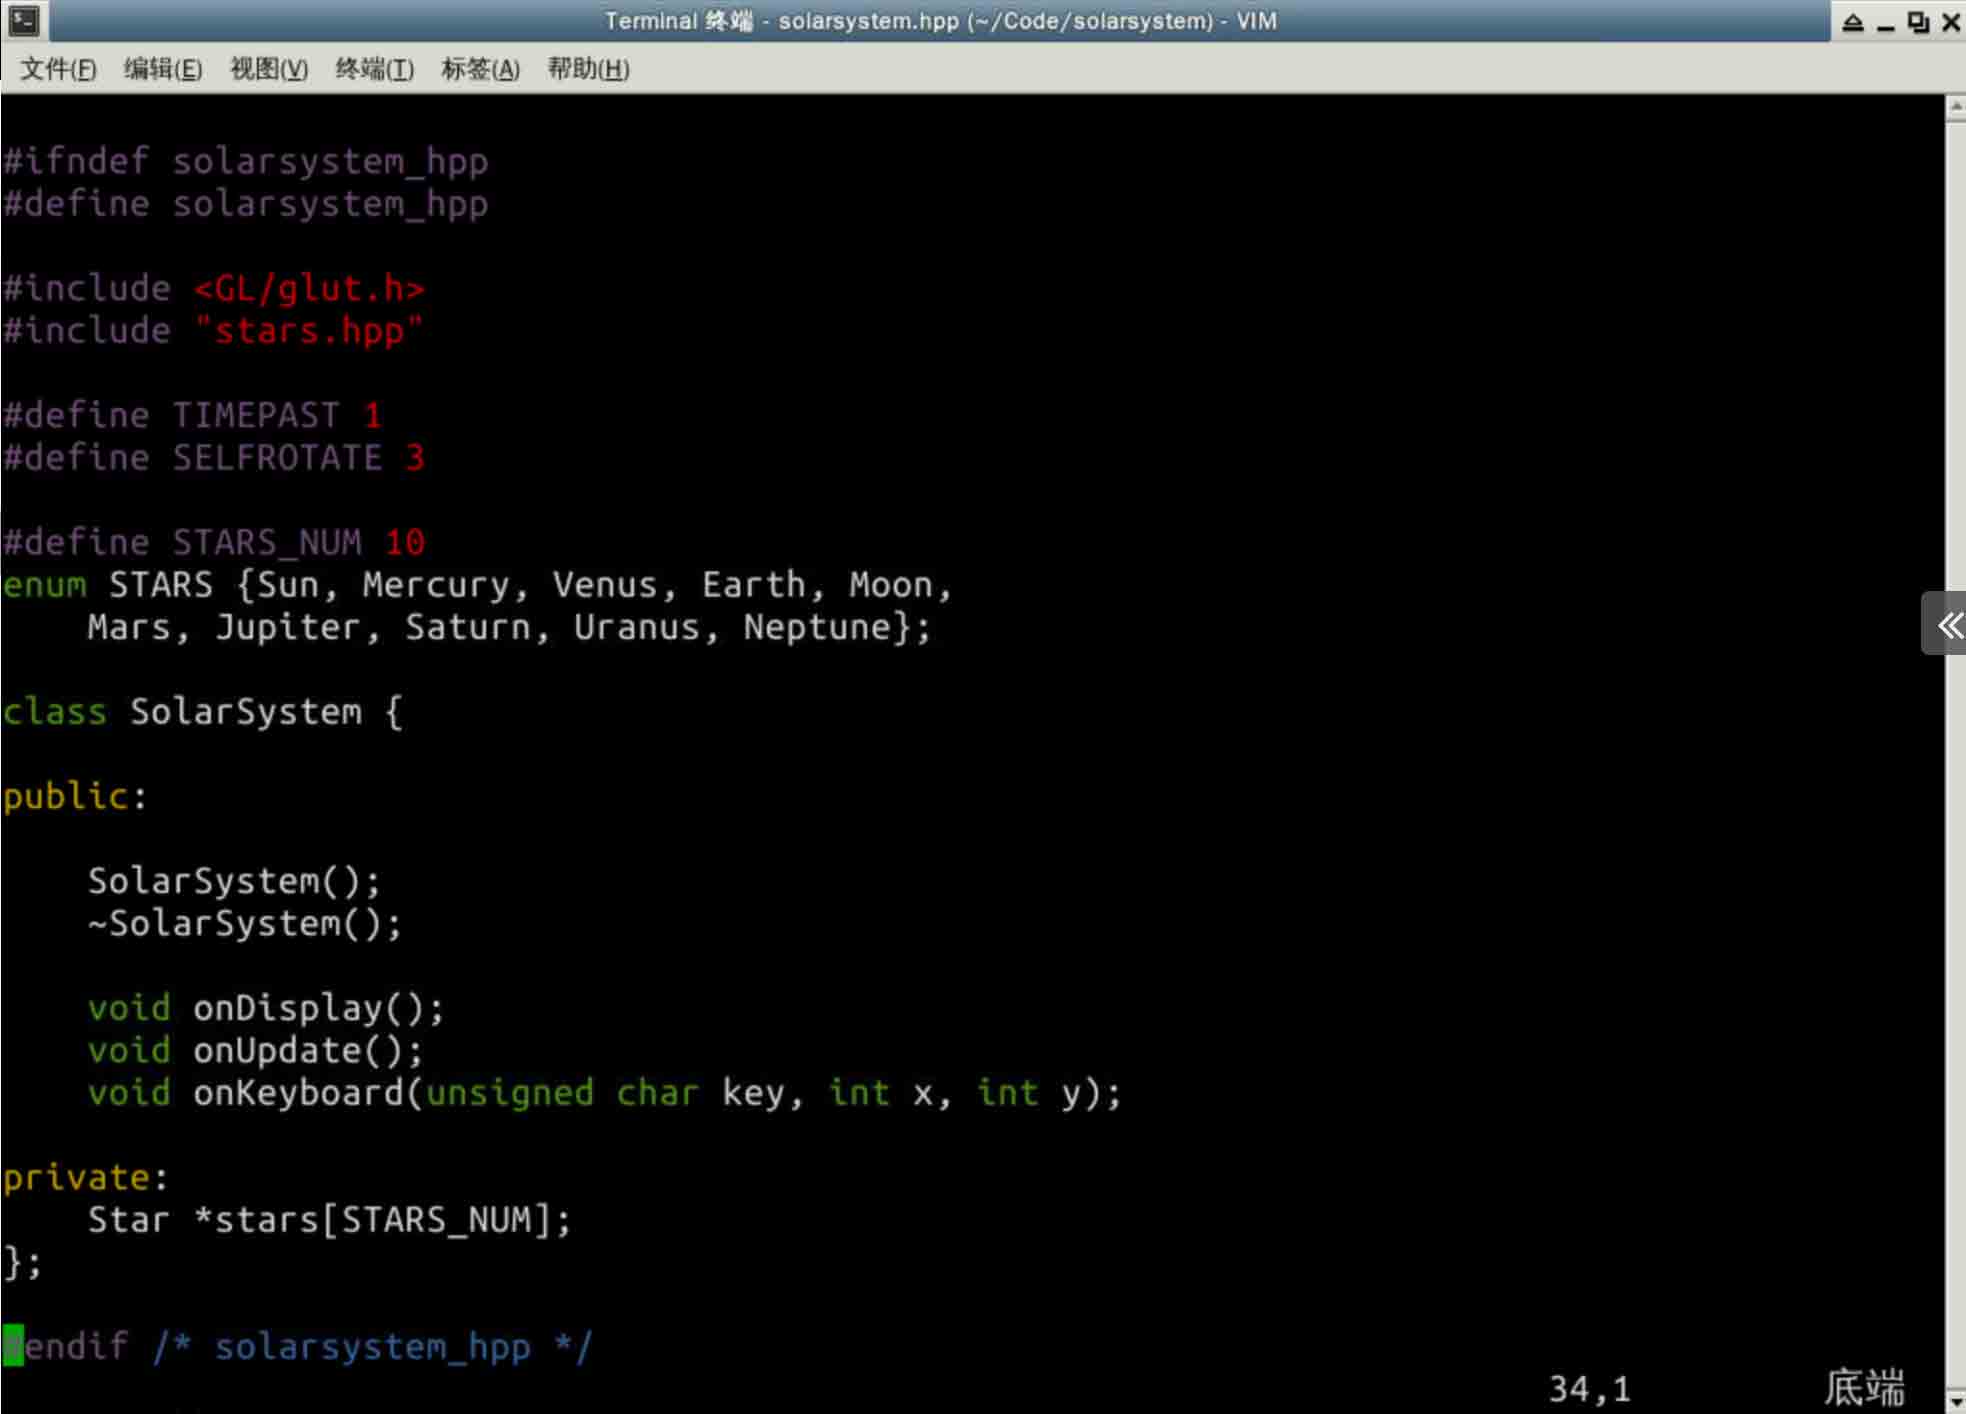 Terminal 终端 - solarsystem.hpp (~/Code/solarsystem) - VIM
文件(F) 编辑(E) 视图(V) 终端(T) 标签(A) 帮助(H)
#ifndef solarsystem_hpp
#define solarsystem_hpp
#include <GL/glut.h>
#include "stars.hpp"
#define TIMEPAST 1
#define SELFROTATE 3
#define STARS_NUM 10
enum STARS {Sun, Mercury, Venus, Earth, Moon,
    Mars, Jupiter, Saturn, Uranus, Neptune};
class SolarSystem {
public:
    SolarSystem();
    ~SolarSystem();
    void onDisplay();
    void onUpdate();
    void onKeyboard(unsigned char key, int x, int y);
private:
    Star *stars[STARS_NUM];
};
#endif /* solarsystem_hpp */
34,1 底端